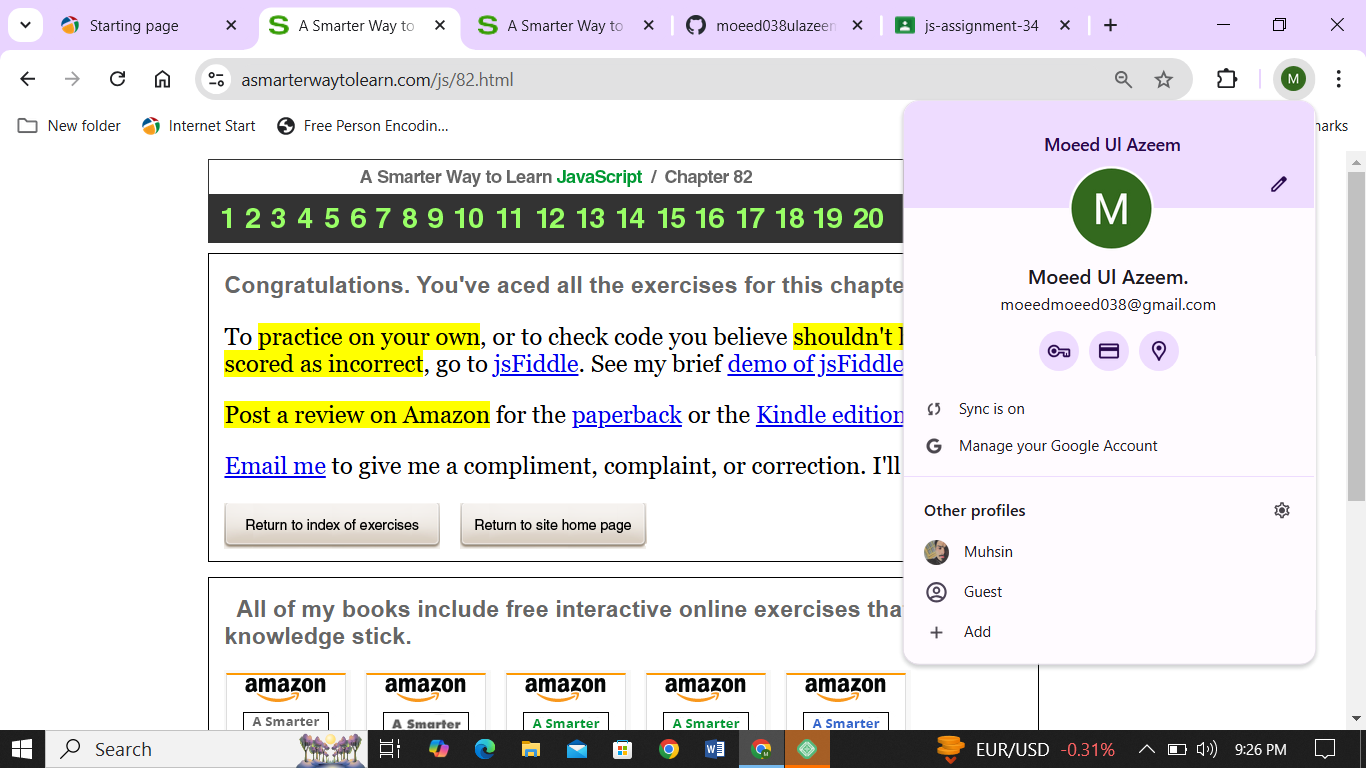 Starting page
A Smarter Way to
A Smarter Way to
moeed038ulazeem
js-assignment-34
asmarterwaytolearn.com/js/82.html
M
New folder
Internet Start
Free Person Encodin...
marks
A Smarter Way to Learn JavaScript / Chapter 82
1 2 3 4 5 6 7 8 9 10 11 12 13 14 15 16 17 18 19 20
Congratulations. You've aced all the exercises for this chapte
To practice on your own, or to check code you believe shouldn't
scored as incorrect, go to jsFiddle. See my brief demo of jsFiddle
Post a review on Amazon for the paperback or the Kindle edition
Email me to give me a compliment, complaint, or correction. I'll
Return to index of exercises
Return to site home page
All of my books include free interactive online exercises tha
knowledge stick.
amazon
A Smarter
amazon
A Smarter
amazon
A Smarter
amazon
A Smarter
amazon
A Smarter
Moeed Ul Azeem
M
Moeed Ul Azeem.
moeedmoeed038@gmail.com
Sync is on
Manage your Google Account
Other profiles
Muhsin
Guest
Add
Search
EUR/USD -0.31%
9:26 PM